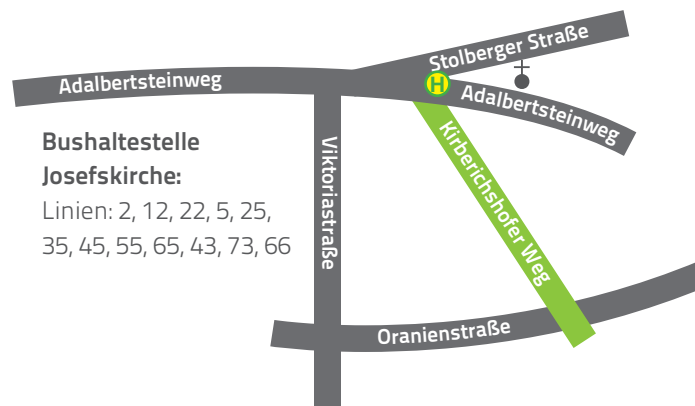 Stolberger Straße
Adalbertsteinweg
H
Adalbertsteinweg
Bushaltestelle
Josefskirche:
Linien: 2, 12, 22, 5, 25,
35, 45, 55, 65, 43, 73, 66
Viktoriastraße
Kirberichshofer Weg
Oranienstraße